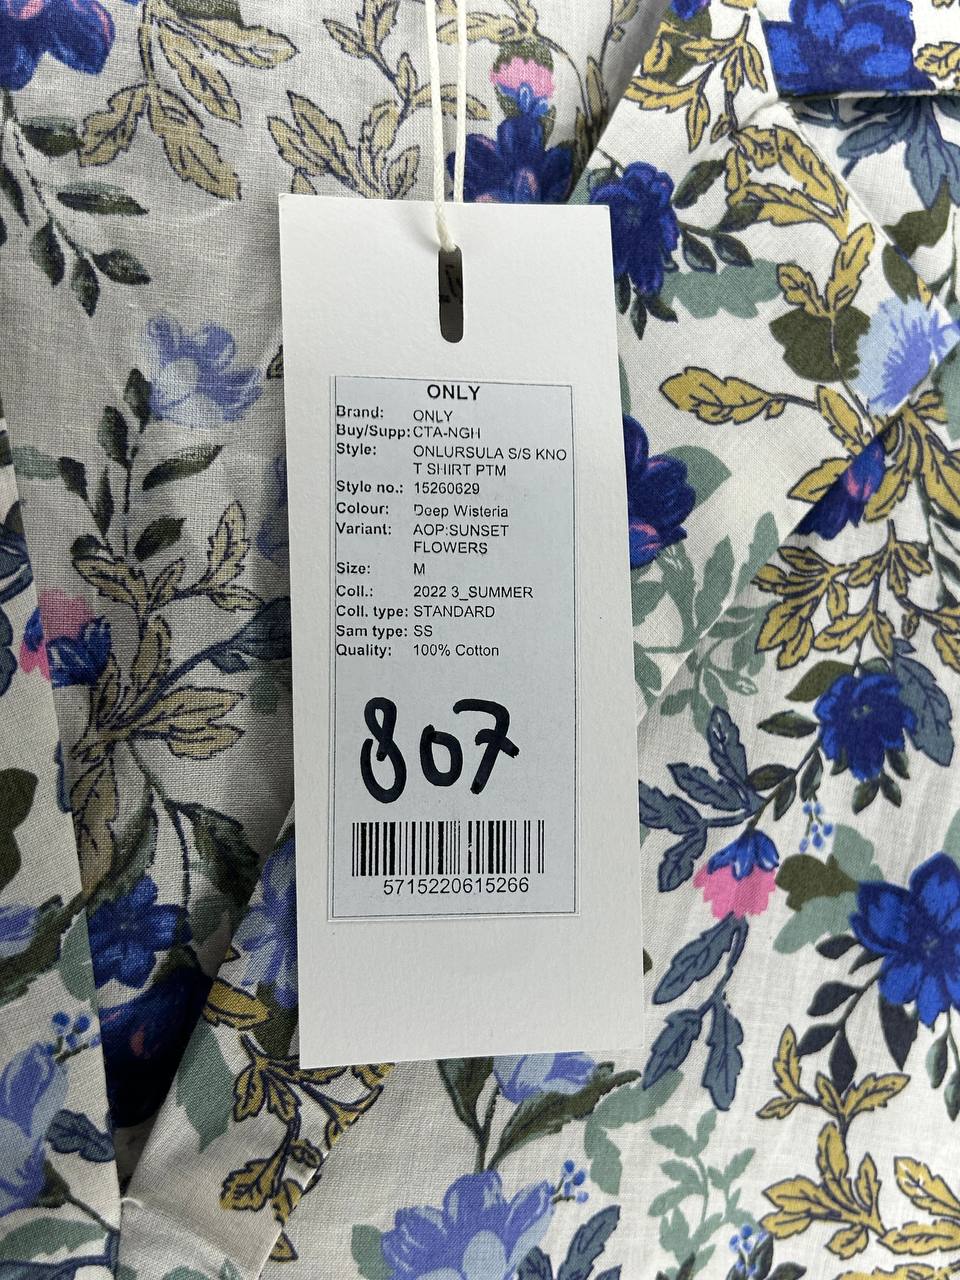 ONLY
Brand: ONLY
Buy/Supp: CTA-NGH
Style: ONLURSULA S/S KNO
T SHIRT PTM
Style no.: 15260629
Colour: Deep Wisteria
Variant: AOP:SUNSET
FLOWERS
Size: M
Coll.: 2022 3_SUMMER
Coll. type: STANDARD
Sam type: SS
Quality: 100% Cotton
807
5715220615266